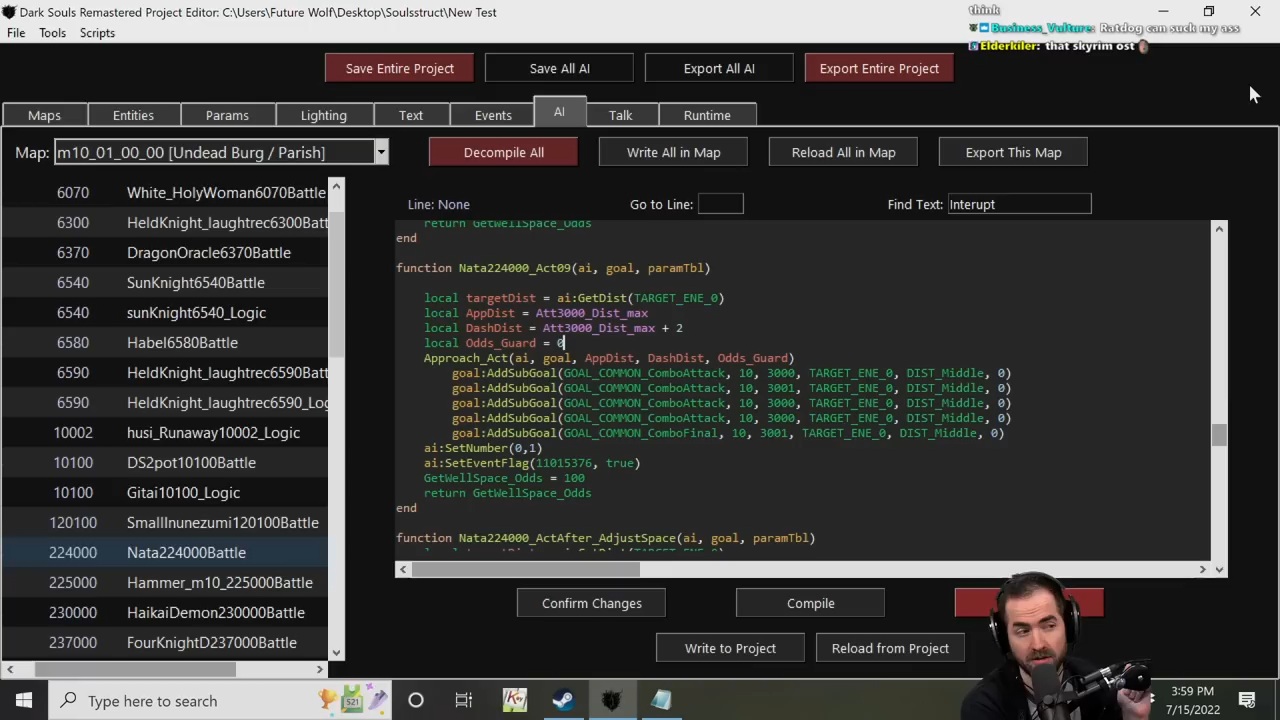 Dark Souls Remastered Project Editor: C:\Users\Future Wolf\Desktop\Soulsstruct\New Test
think
Business_Vulture: Ratdog can suck my ass
Elderkiler: that skyrim ost
File Tools Scripts
Save Entire Project Save All AI Export All AI Export Entire Project
Maps Entities Params Lighting Text Events AI Talk Runtime
Map: m10_01_00_00 [Undead Burg / Parish] Decompile All Write All in Map Reload All in Map Export This Map
Line: None Go to Line: Find Text: Interupt
6070 White_HolyWoman6070Battle
6300 HeldKnight_laughtrec6300Batt
6370 DragonOracle6370Battle
6540 SunKnight6540Battle
6540 sunKnight6540_Logic
6580 Habel6580Battle
6590 HeldKnight_laughtrec6590Batt
6590 HeldKnight_laughtrec6590_Log
10002 husi_Runaway10002_Logic
10100 DS2pot10100Battle
10100 Gitai10100_Logic
120100 SmallInunezumi120100Battle
224000 Nata224000Battle
225000 Hammer_m10_225000Battle
230000 HaikaiDemon230000Battle
237000 FourKnightD237000Battle
return GetWellSpace_Odds
end
function Nata224000_Act09(ai, goal, paramTbl)
local targetDist = ai:GetDist(TARGET_ENE_0)
local AppDist = Att3000_Dist_max
local DashDist = Att3000_Dist_max + 2
local Odds_Guard = 0
Approach_Act(ai, goal, AppDist, DashDist, Odds_Guard)
goal:AddSubGoal(GOAL_COMMON_ComboAttack, 10, 3000, TARGET_ENE_0, DIST_Middle, 0)
goal:AddSubGoal(GOAL_COMMON_ComboAttack, 10, 3001, TARGET_ENE_0, DIST_Middle, 0)
goal:AddSubGoal(GOAL_COMMON_ComboAttack, 10, 3000, TARGET_ENE_0, DIST_Middle, 0)
goal:AddSubGoal(GOAL_COMMON_ComboAttack, 10, 3000, TARGET_ENE_0, DIST_Middle, 0)
goal:AddSubGoal(GOAL_COMMON_ComboFinal, 10, 3001, TARGET_ENE_0, DIST_Middle, 0)
ai:SetNumber(0,1)
ai:SetEventFlag(11015376, true)
GetWellSpace_Odds = 100
return GetWellSpace_Odds
end
function Nata224000_ActAfter_AdjustSpace(ai, goal, paramTbl)
Confirm Changes Compile
Write to Project Reload from Project
Type here to search
521
Key
3:59 PM
7/15/2022